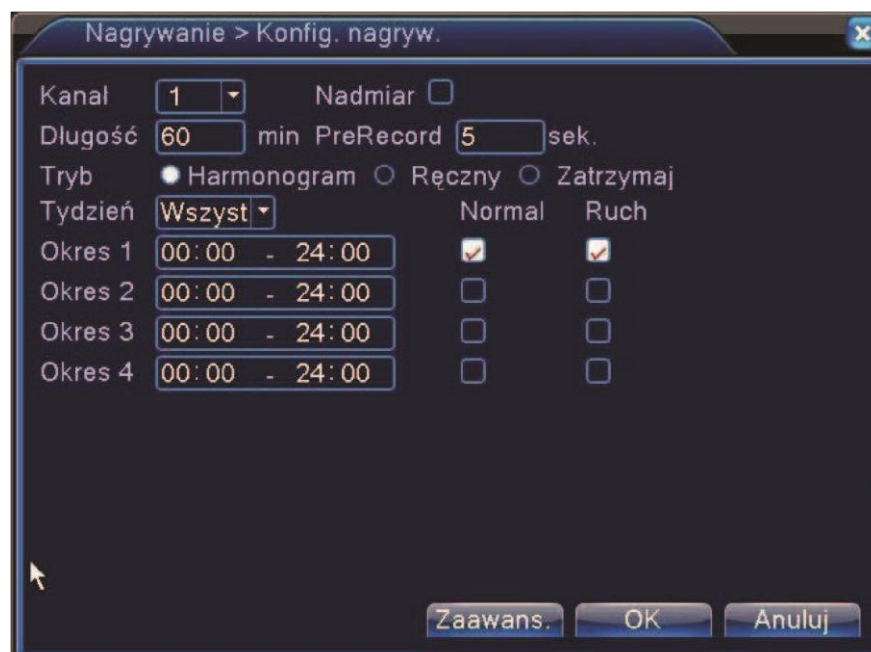 Nagrywanie > Konfig. nagryw.
Kanał 1 Nadmiar
Długość 60 min PreRecord 5 sek.
Tryb Harmonogram Ręczny Zatrzymaj
Tydzień Wszyst Normal Ruch
Okres 1 00:00 - 24:00
Okres 2 00:00 - 24:00
Okres 3 00:00 - 24:00
Okres 4 00:00 - 24:00
Zaawans. OK Anuluj